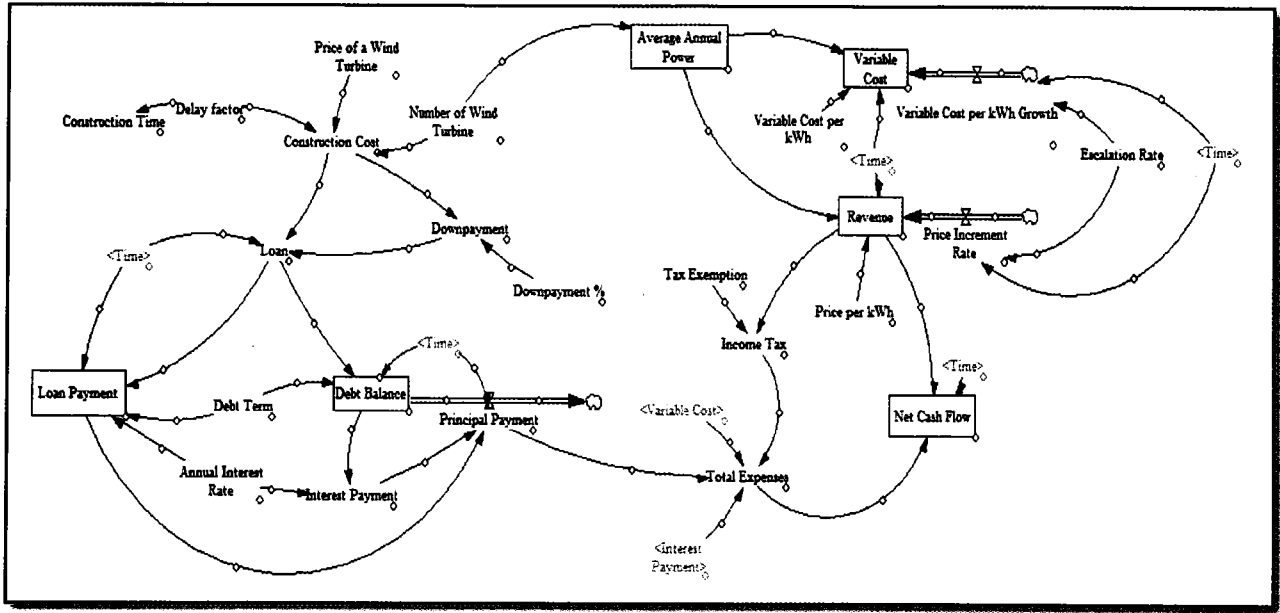 Price of a Wind
Turbine
Average Annual
Power
Variable
Cost
Construction Time
Delay factor
Number of Wind
Turbine
Construction Cost
Variable Cost per
kWh
Variable Cost per kWh Growth
<Time>
Escalation Rate
<Time>
Revenue
Price Increment
Rate
Downpayment
<Time>
Loan
Downpayment %
Tax Exemption
Price per kWh
Income Tax
<Time>
<Time>
Loan Payment
Debt Term
Debt Balance
Principal Payment
<Variable Cost>
Net Cash Flow
Annual Interest
Rate
Interest Payment
Total Expenses
<Interest
Payment>